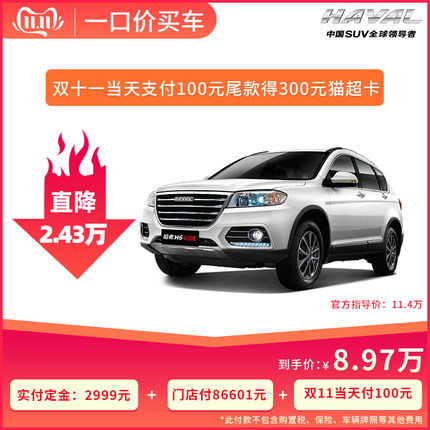 11.11 一口价买车
HAVAL
中国SUV全球领导者
双十一当天支付100元尾款得300元猫超卡
直降
2.43万
HAVAL
哈弗H6
官方指导价：11.4万
到手价:¥ 8.97万
实付定金：2999元 + 门店付86601元 + 双11当天付100元
*此付款不包含购置税、保险、车辆牌照等其他费用